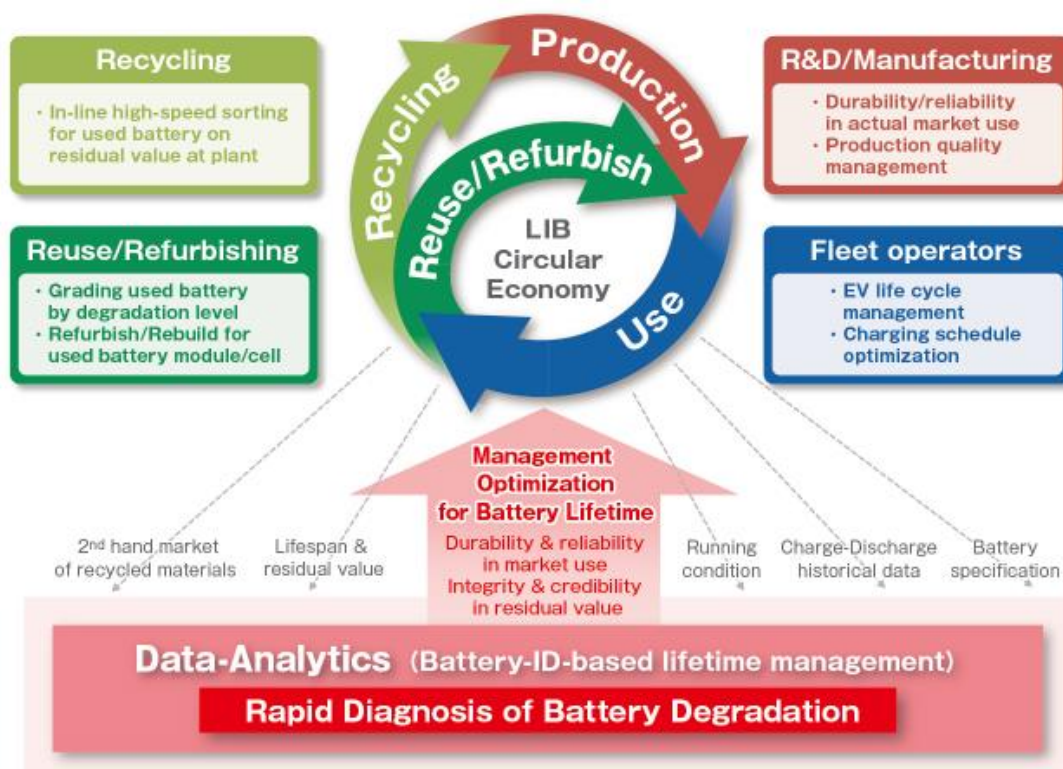 Recycling
・In-line high-speed sorting
for used battery on
residual value at plant
Reuse/Refurbishing
・Grading used battery
by degradation level
・Refurbish/Rebuild for
used battery module/cell
Recycling
Production
Reuse/Refurbish
Use
LIB
Circular
Economy
R&D/Manufacturing
・Durability/reliability
in actual market use
・Production quality
management
Fleet operators
・EV life cycle
management
・Charging schedule
optimization
2nd hand market
of recycled materials
Lifespan &
residual value
Management
Optimization
for Battery Lifetime
Durability & reliability
in market use
Integrity & credibility
in residual value
Running
condition
Charge-Discharge
historical data
Battery
specification
Data-Analytics (Battery-ID-based lifetime management)
Rapid Diagnosis of Battery Degradation